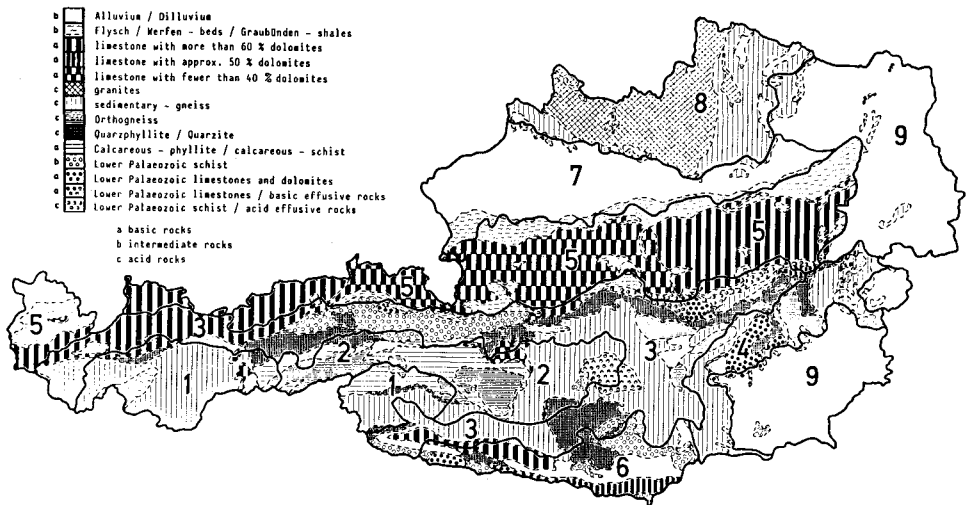 b Alluvium / Dilluvium
b Flysch / Werfen - beds / Graubünden - shales
a limestone with more than 60 % dolomites
a limestone with approx. 50 % dolomites
a limestone with fewer than 40 % dolomites
c granites
c sedimentary - gneiss
c Orthogneiss
c Quarzphyllite / Quarzite
a Calcareous - phyllite / calcareous - schist
b Lower Palaeozoic schist
a Lower Palaeozoic limestones and dolomites
a Lower Palaeozoic limestones / basic effusive rocks
c Lower Palaeozoic schist / acid effusive rocks
a basic rocks
b intermediate rocks
c acid rocks
8
9
7
5
5
5
5
3
2
3
4
1
1
2
9
3
6